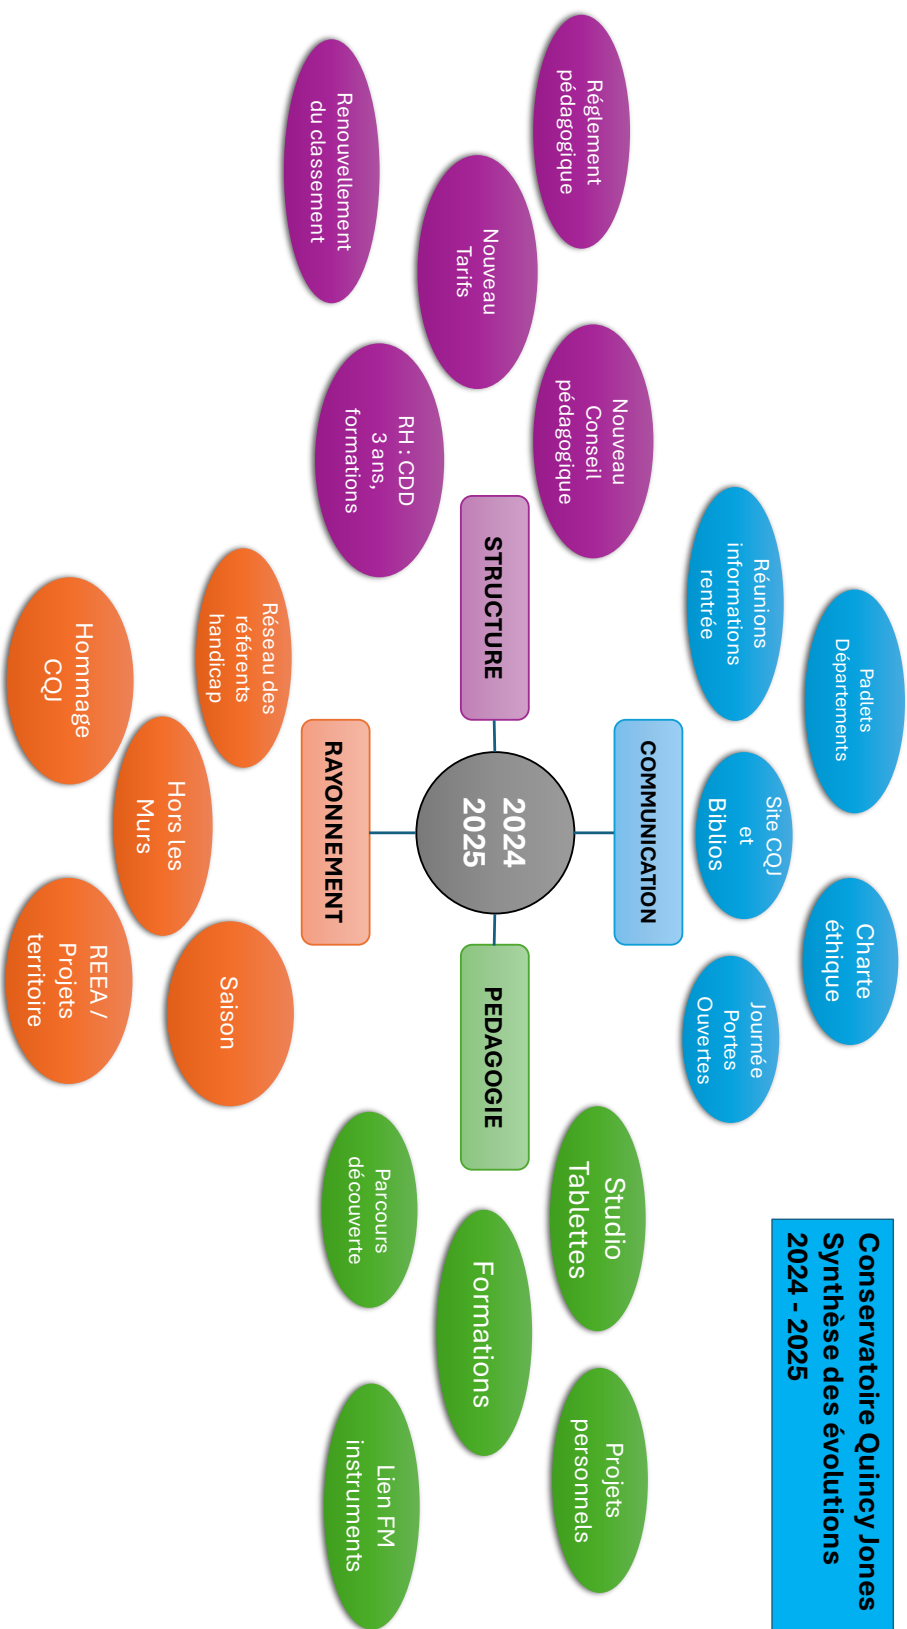 Conservatoire Quincy Jones
Synthèse des évolutions
2024 - 2025
2024
2025
COMMUNICATION
Padlets
Départements
Charte
éthique
Réunions
informations
rentrée
Site CQJ
et
Biblios
Journée
Portes
Ouvertes
STRUCTURE
Réglement
pédagogique
Nouveau
Conseil
pédagogique
Nouveau
Tarifs
Renouvellement
du classement
RH : CDD
3 ans,
formations
PEDAGOGIE
Studio
Tablettes
Projets
personnels
Formations
Parcours
découverte
Lien FM
instruments
RAYONNEMENT
Réseau des
référents
handicap
Saison
Hors les
Murs
Hommage
CQJ
REEA /
Projets
territoire